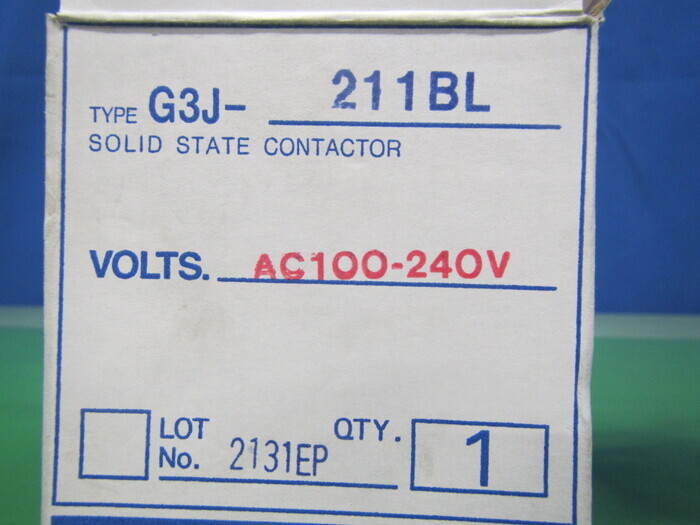 TYPE G3J- 211BL
SOLID STATE CONTACTOR
VOLTS. AC100-240V
LOT No. 2131EP QTY. 1